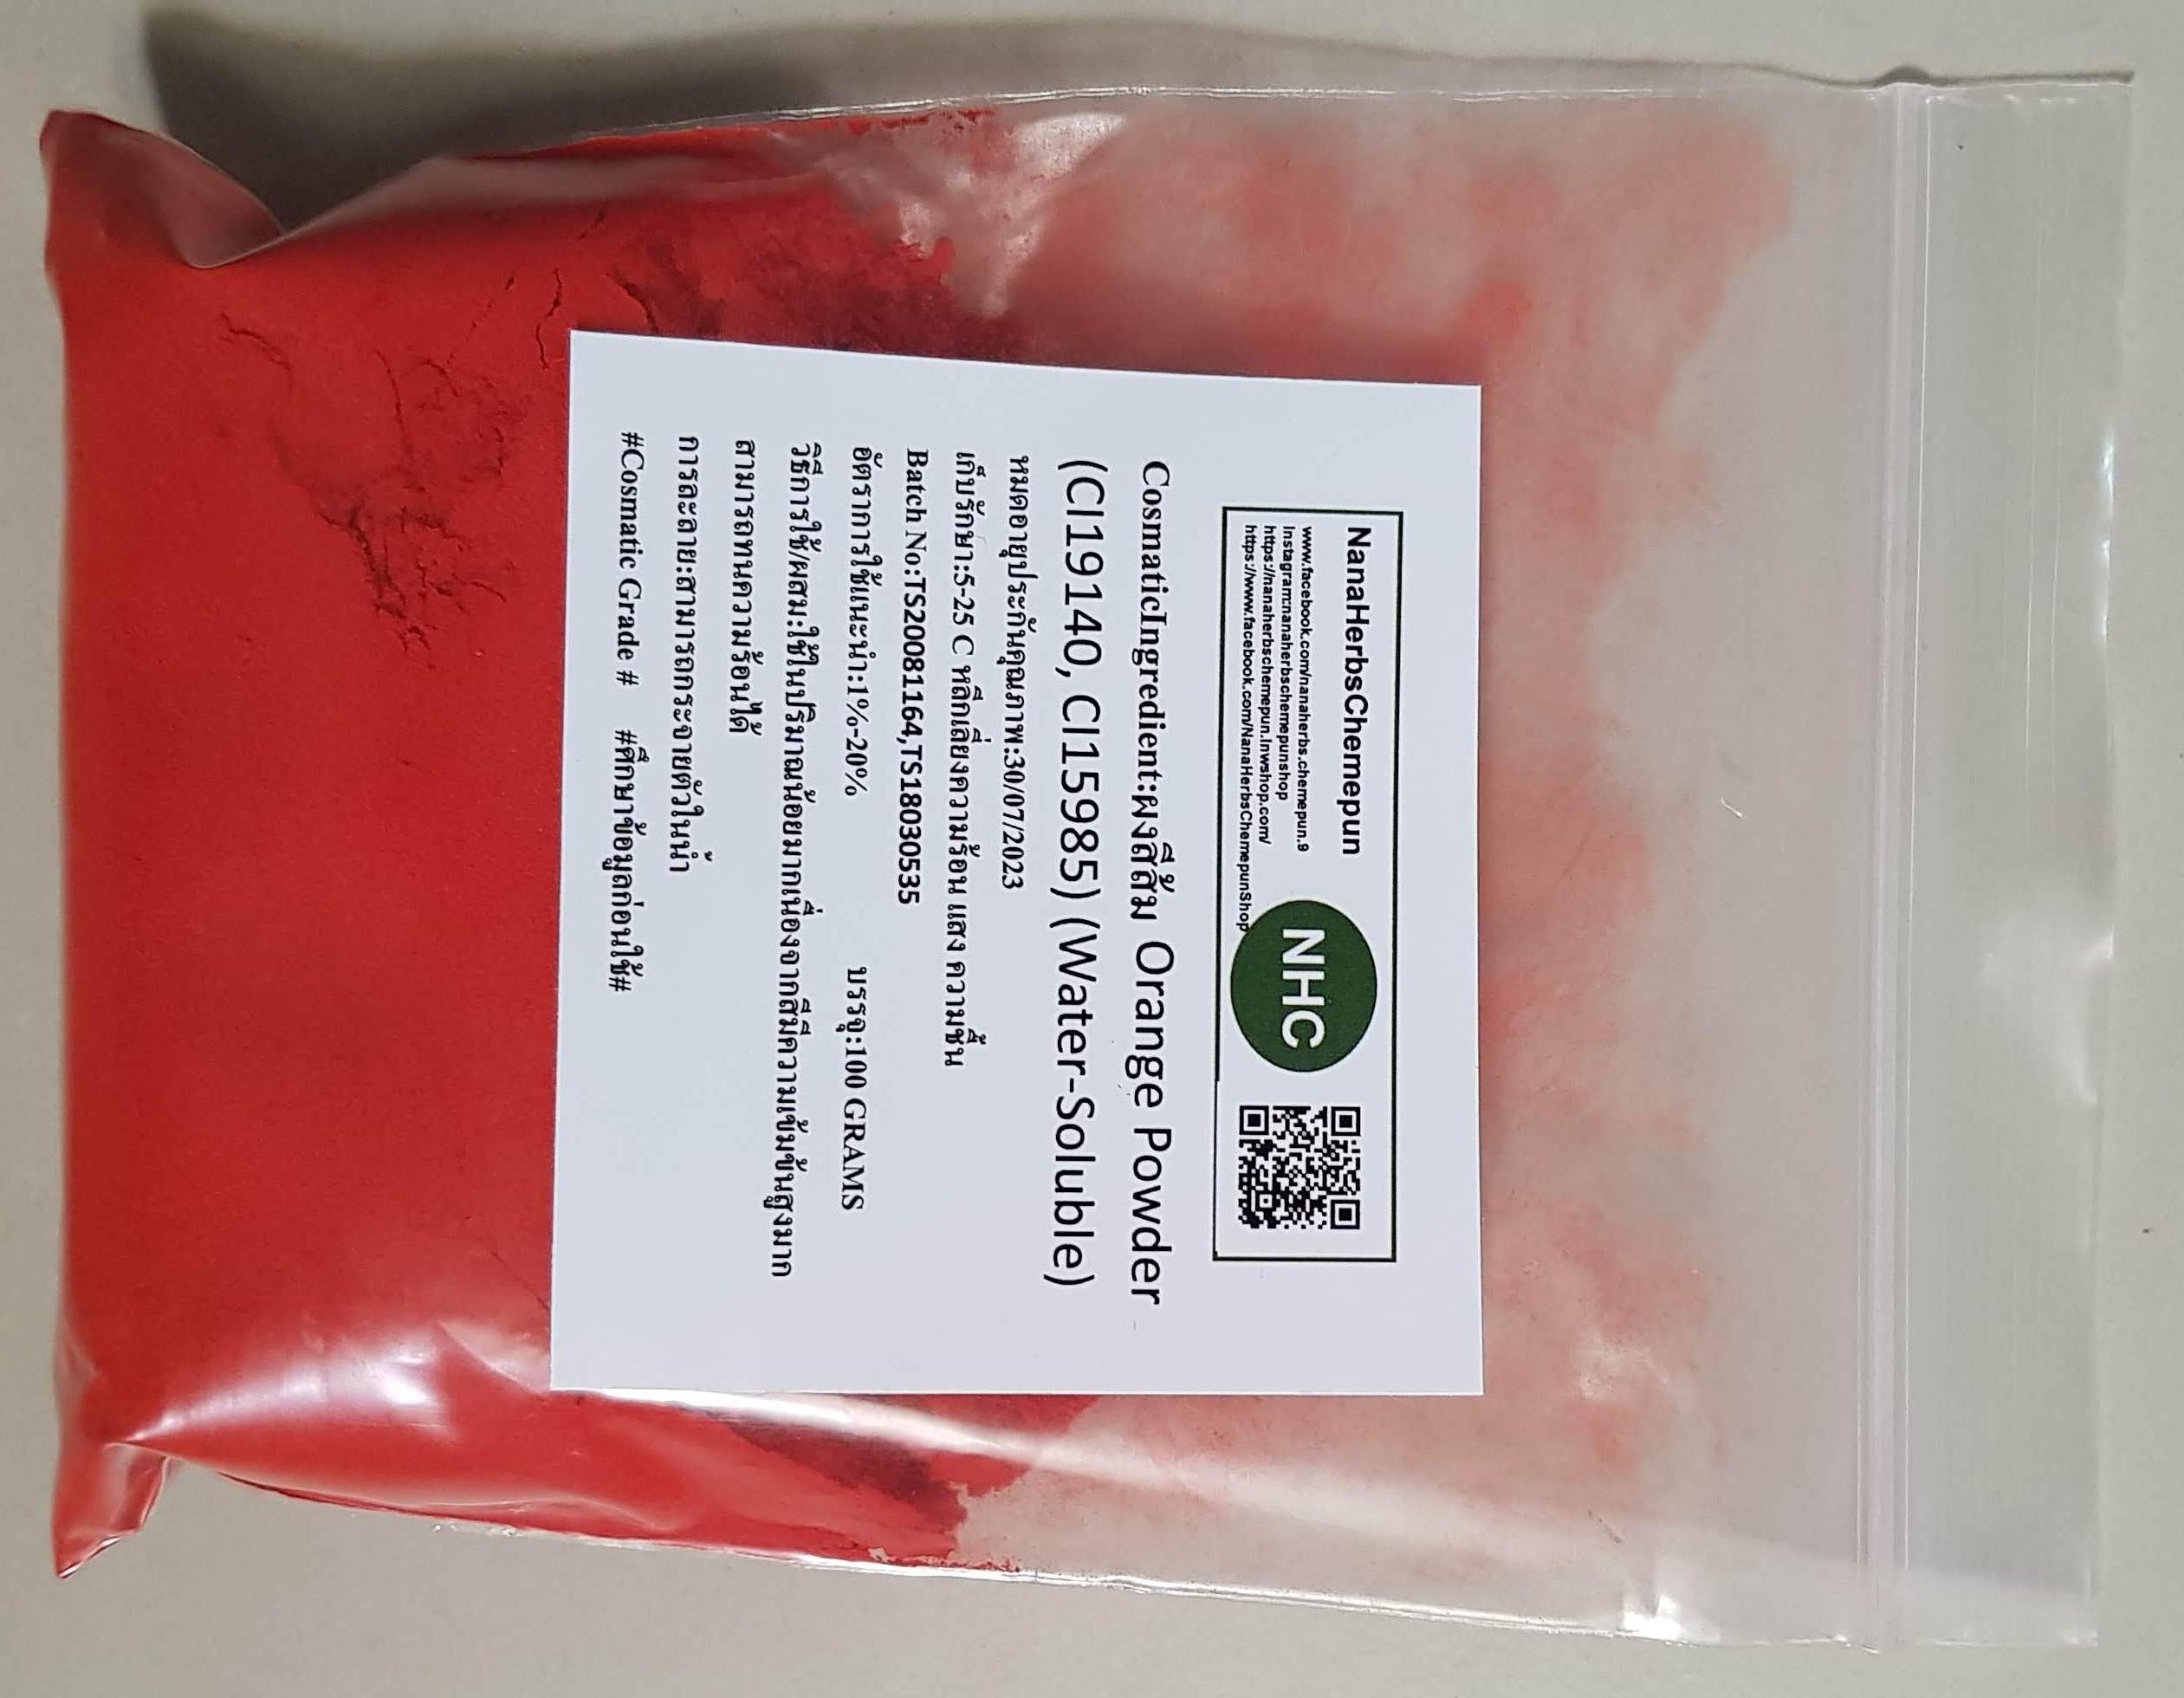 NanaHerbsChemepun
www.facebook.com/nanaherbs.chemepun.9
Instagram:nanaherbschemepunshop
https://nanaherbschemepun.lnwshop.com/
https://www.facebook.com/NanaHerbsChemepunShop
NHC
CosmaticIngredient:ผงสีส้ม Orange Powder
(CI19140, CI15985) (Water-Soluble)
หมดอายุประกันคุณภาพ:30/07/2023
เก็บรักษา:5-25 C หลีกเลี่ยงความร้อน แสง ความชื้น
Batch No:TS20081164,TS18030535
อัตราการใช้แนะนำ:1%-20% บรรจุ:100 GRAMS
วิธีการใช้/ผสม:ใช้ในปริมาณน้อยมากเนื่องจากสีมีความเข้มข้นสูงมาก
สามารถทนความร้อนได้
การละลาย:สามารถกระจายตัวในน้ำ
#Cosmatic Grade # #ศึกษาข้อมูลก่อนใช้#